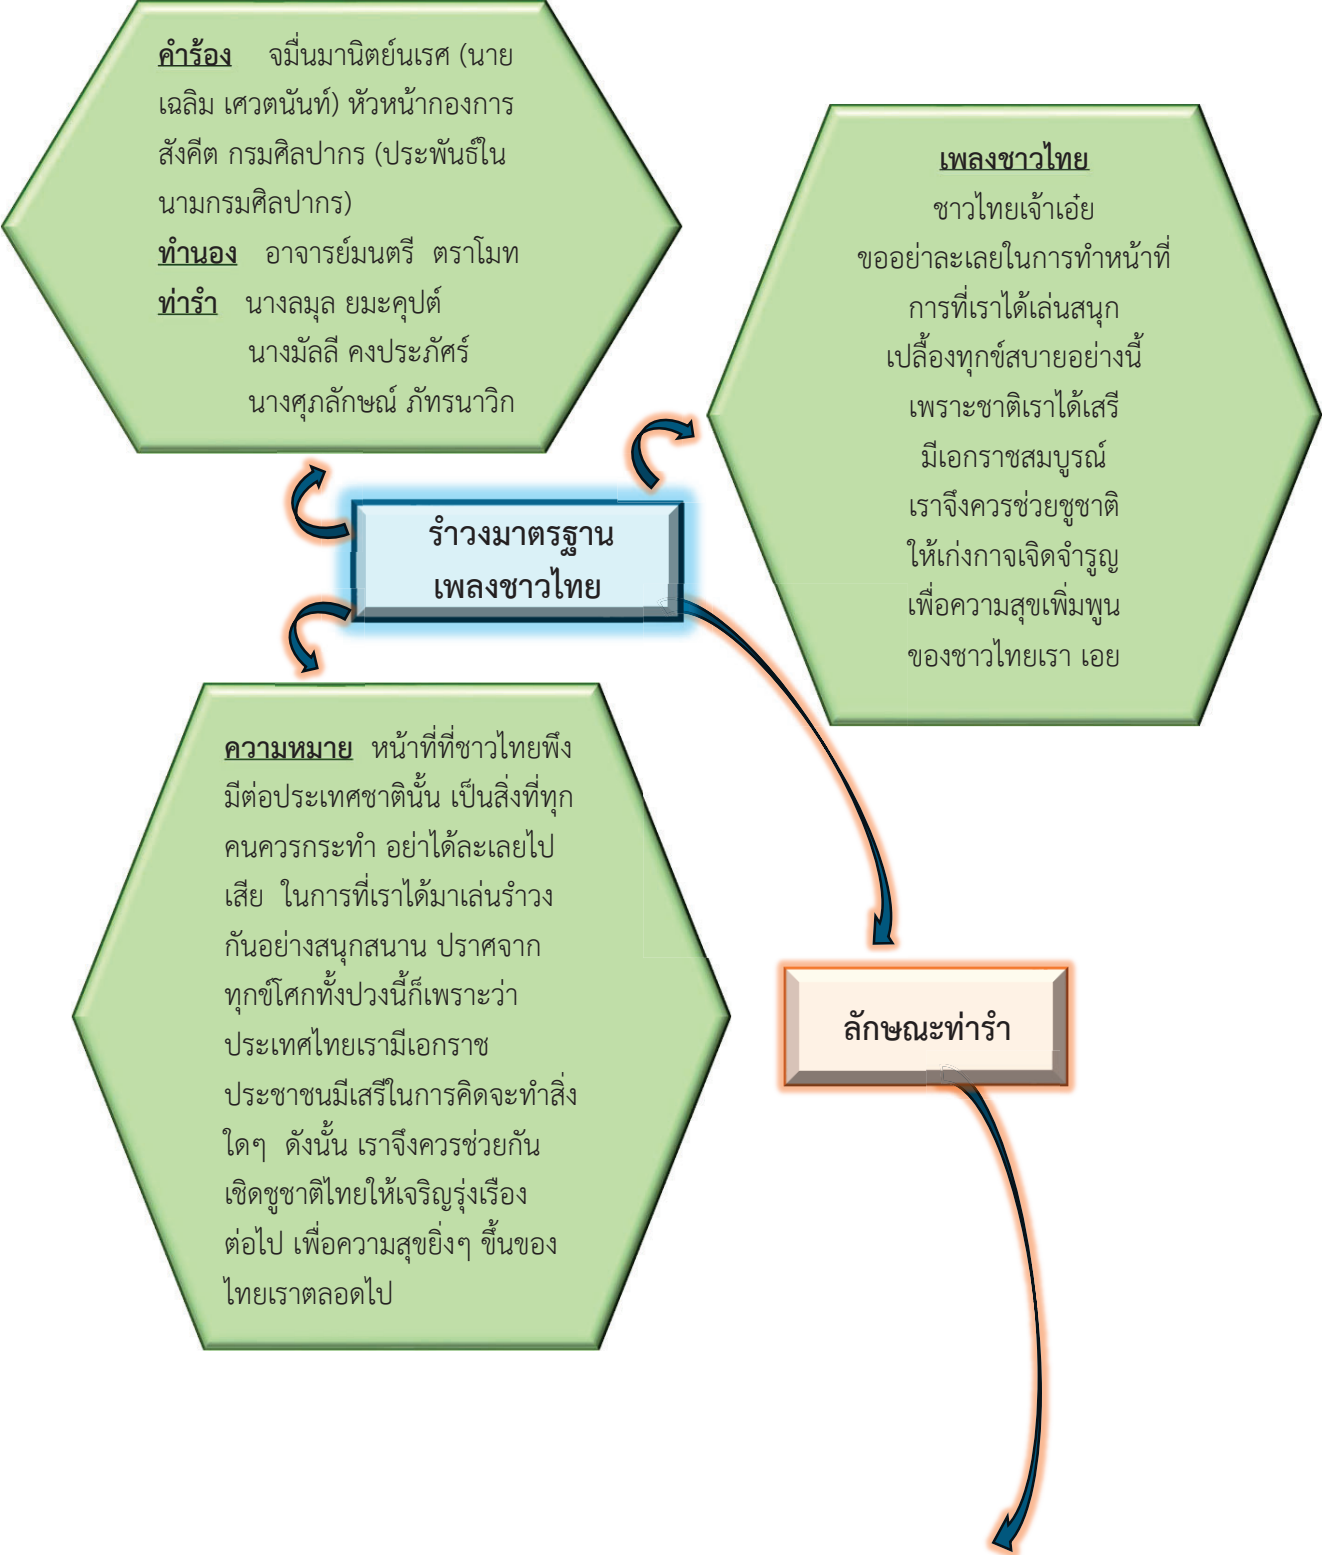 คำร้อง จมื่นมานิตย์นเรศ (นาย
เฉลิม เศวตนันท์) หัวหน้ากองการ
สังคีต กรมศิลปากร (ประพันธ์ใน
นามกรมศิลปากร)
ทำนอง อาจารย์มนตรี ตราโมท
ท่ารำ นางลมุล ยมะคุปต์
นางมัลลี คงประภัศร์
นางศุภลักษณ์ ภัทรนาวิก
เพลงชาวไทย
ชาวไทยเจ้าเอ๋ย
ขออย่าละเลยในการทำหน้าที่
การที่เราได้เล่นสนุก
เปลื้องทุกข์สบายอย่างนี้
เพราะชาติเราได้เสรี
มีเอกราชสมบูรณ์
เราจึงควรช่วยชูชาติ
ให้เก่งกาจเจิดจำรูญ
เพื่อความสุขเพิ่มพูน
ของชาวไทยเรา เอย
รำวงมาตรฐาน
เพลงชาวไทย
ความหมาย หน้าที่ที่ชาวไทยพึง
มีต่อประเทศชาตินั้น เป็นสิ่งที่ทุก
คนควรกระทำ อย่าได้ละเลยไป
เสีย ในการที่เราได้มาเล่นรำวง
กันอย่างสนุกสนาน ปราศจาก
ทุกข์โศกทั้งปวงนี้ก็เพราะว่า
ประเทศไทยเรามีเอกราช
ประชาชนมีเสรีในการคิดจะทำสิ่ง
ใดๆ ดังนั้น เราจึงควรช่วยกัน
เชิดชูชาติไทยให้เจริญรุ่งเรือง
ต่อไป เพื่อความสุขยิ่งๆ ขึ้นของ
ไทยเราตลอดไป
ลักษณะท่ารำ